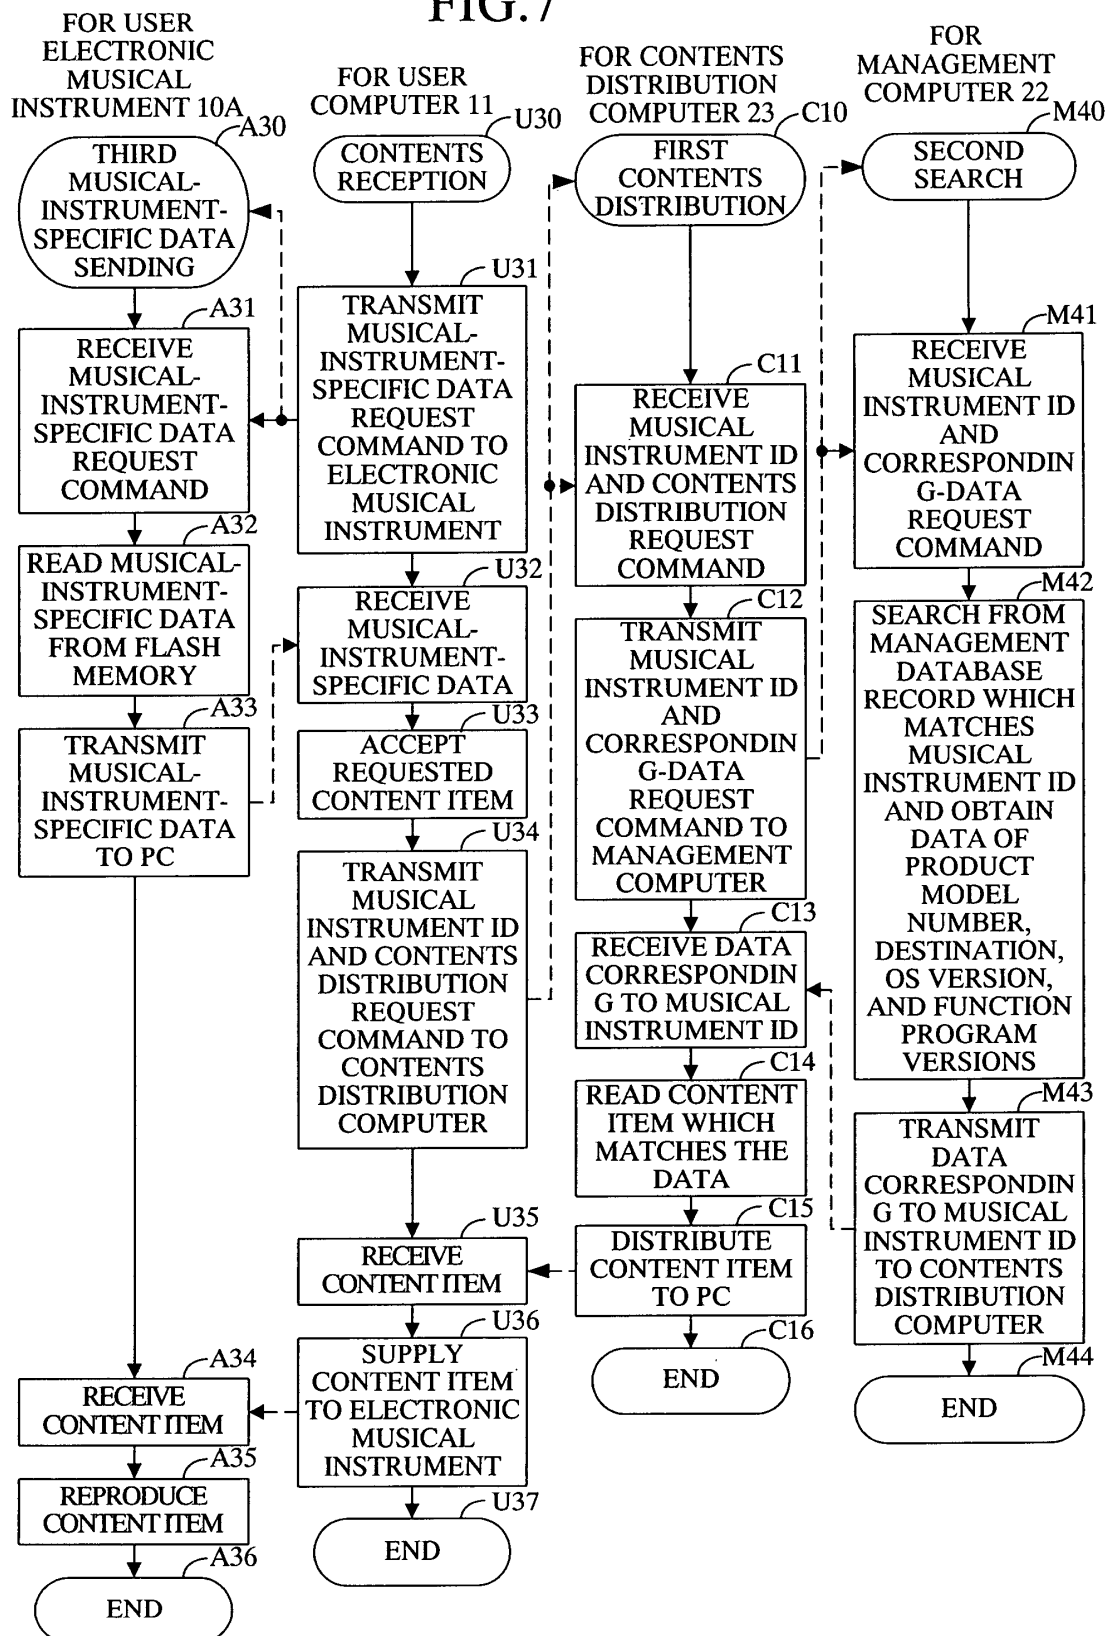 FIG.7
FOR USER
ELECTRONIC
MUSICAL
INSTRUMENT 10A
A30
THIRD
MUSICAL-
INSTRUMENT-
SPECIFIC DATA
SENDING
A31
RECEIVE
MUSICAL-
INSTRUMENT-
SPECIFIC DATA
REQUEST
COMMAND
A32
READ MUSICAL-
INSTRUMENT-
SPECIFIC DATA
FROM FLASH
MEMORY
A33
TRANSMIT
MUSICAL-
INSTRUMENT-
SPECIFIC DATA
TO PC
A34
RECEIVE
CONTENT ITEM
A35
REPRODUCE
CONTENT ITEM
A36
END
FOR USER
COMPUTER 11
U30
CONTENTS
RECEPTION
U31
TRANSMIT
MUSICAL-
INSTRUMENT-
SPECIFIC DATA
REQUEST
COMMAND TO
ELECTRONIC
MUSICAL
INSTRUMENT
U32
RECEIVE
MUSICAL-
INSTRUMENT-
SPECIFIC DATA
U33
ACCEPT
REQUESTED
CONTENT ITEM
U34
TRANSMIT
MUSICAL
INSTRUMENT ID
AND CONTENTS
DISTRIBUTION
REQUEST
COMMAND TO
CONTENTS
DISTRIBUTION
COMPUTER
U35
RECEIVE
CONTENT ITEM
U36
SUPPLY
CONTENT ITEM
TO ELECTRONIC
MUSICAL
INSTRUMENT
U37
END
FOR CONTENTS
DISTRIBUTION
COMPUTER 23
C10
FIRST
CONTENTS
DISTRIBUTION
C11
RECEIVE
MUSICAL
INSTRUMENT ID
AND CONTENTS
DISTRIBUTION
REQUEST
COMMAND
C12
TRANSMIT
MUSICAL
INSTRUMENT ID
AND
CORRESPONDIN
G-DATA
REQUEST
COMMAND TO
MANAGEMENT
COMPUTER
C13
RECEIVE DATA
CORRESPONDIN
G TO MUSICAL
INSTRUMENT ID
C14
READ CONTENT
ITEM WHICH
MATCHES THE
DATA
C15
DISTRIBUTE
CONTENT ITEM
TO PC
C16
END
FOR
MANAGEMENT
COMPUTER 22
M40
SECOND
SEARCH
M41
RECEIVE
MUSICAL
INSTRUMENT ID
AND
CORRESPONDIN
G-DATA
REQUEST
COMMAND
M42
SEARCH FROM
MANAGEMENT
DATABASE
RECORD WHICH
MATCHES
MUSICAL
INSTRUMENT ID
AND OBTAIN
DATA OF
PRODUCT
MODEL
NUMBER,
DESTINATION,
OS VERSION,
AND FUNCTION
PROGRAM
VERSIONS
M43
TRANSMIT
DATA
CORRESPONDIN
G TO MUSICAL
INSTRUMENT ID
TO CONTENTS
DISTRIBUTION
COMPUTER
M44
END